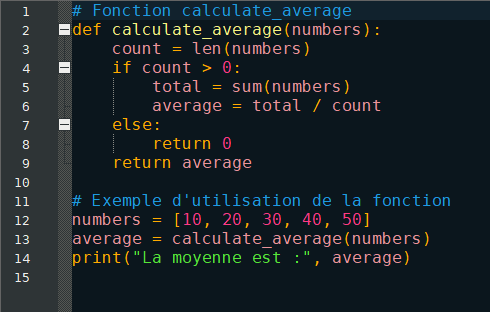 1 # Fonction calculate_average
2 def calculate_average(numbers):
3     count = len(numbers)
4     if count > 0:
5         total = sum(numbers)
6         average = total / count
7     else:
8         return 0
9     return average
10
11 # Exemple d'utilisation de la fonction
12 numbers = [10, 20, 30, 40, 50]
13 average = calculate_average(numbers)
14 print("La moyenne est :", average)
15